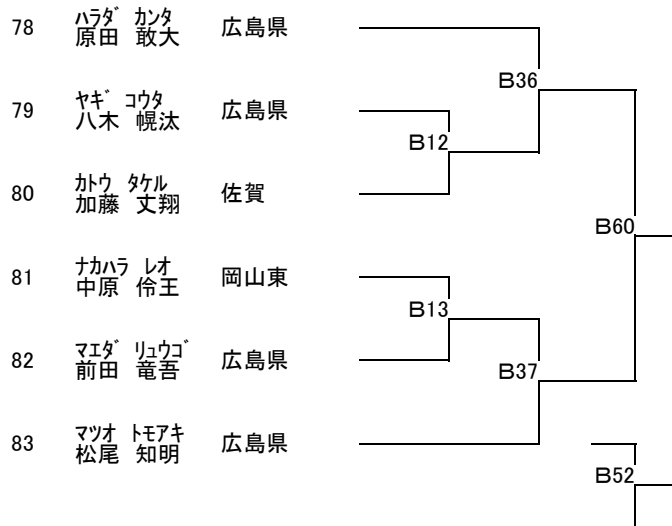 78 ハラダ カンタ
原田 敢大 広島県
B36
79 ヤギ コウタ
八木 幌汰 広島県
B12
80 カトウ タケル
加藤 丈翔 佐賀
B60
81 ナカハラ レオ
中原 伶王 岡山東
B13
82 マエダ リュウゴ
前田 竜吾 広島県
B37
83 マツオ トモアキ
松尾 知明 広島県
B52